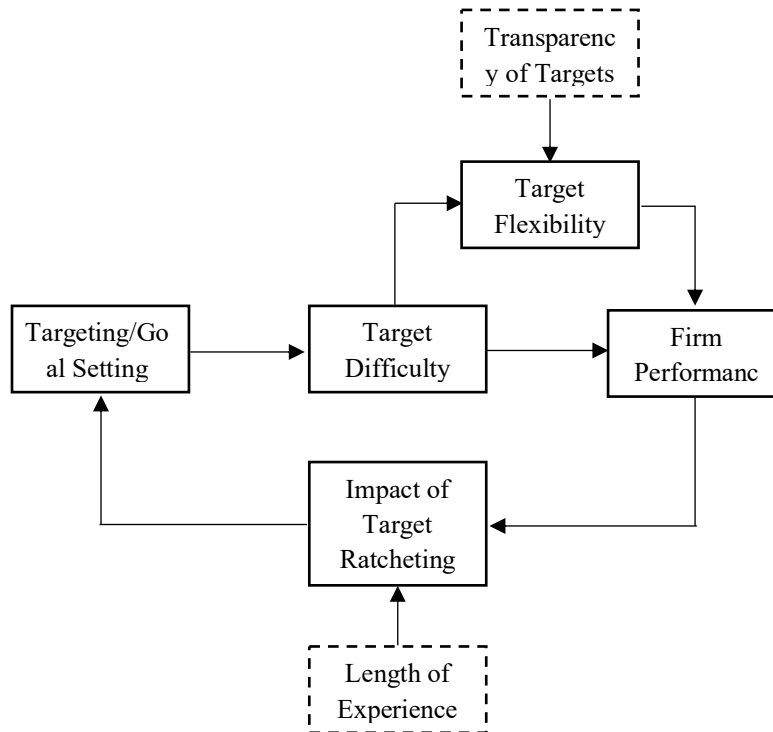 Transparenc
y of Targets
Target
Flexibility
Targeting/Go
al Setting
Target
Difficulty
Firm
Performanc
Impact of
Target
Ratcheting
Length of
Experience